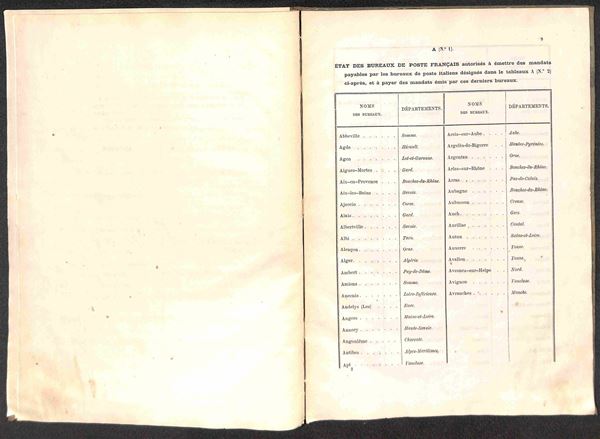 9
A (N.° 1).
ÉTAT DES BUREAUX DE POSTE FRANÇAIS autorisés à émettre des mandats
payables par les bureaux de poste italiens désignés dans le tableaux A (N.° 2)
ci-après, et à payer des mandats émis par ces derniers bureaux.
NOMS DES BUREAUX. DÉPARTEMENTS. NOMS DES BUREAUX. DÉPARTEMENTS.
Abbeville . . . . . . Somme. Arcis-sur-Aube . . . . Aube.
Agde . . . . . . Hérault. Argelès-de-Bigorre . . . Hautes-Pyrénées.
Agen . . . . . . Lot-et-Garonne. Argentan . . . . . . Orne.
Aigues-Mortes . . . . Gard. Arles-sur-Rhône . . . . Bouches-du-Rhône.
Aix-en-Provence . . . . Bouches-du-Rhône. Arras . . . . . . Pas-de-Calais.
Aix-les-Bains . . . . Savoie. Aubagne . . . . . . Bouches-du-Rhône.
Ajaccio . . . . . . Corse. Aubusson . . . . . . Creuse.
Alais . . . . . . Gard. Auch . . . . . . Gers.
Albertville . . . . . . Savoie. Aurillac . . . . . . Cantal.
Albi . . . . . . Tarn. Autun . . . . . . Saône-et-Loire.
Alençon . . . . . . Orne. Auxerre . . . . . . Yonne.
Alger . . . . . . Algérie. Avallon . . . . . . Yonne.
Ambert . . . . . . Puy-de-Dôme. Avesnes-sur-Helpe . . . Nord.
Amiens . . . . . . Somme. Avignon . . . . . . Vaucluse.
Ancenis . . . . . . Loire-Inférieure. Avranches . . . . . . Manche.
Andelys (Les) . . . . Eure.
Angers . . . . . . Maine-et-Loire.
Annecy . . . . . . Haute-Savoie.
Angoulême . . . . . . Charente.
Antibes . . . . . . Alpes-Maritimes.
Apt . . . . . . Vaucluse.